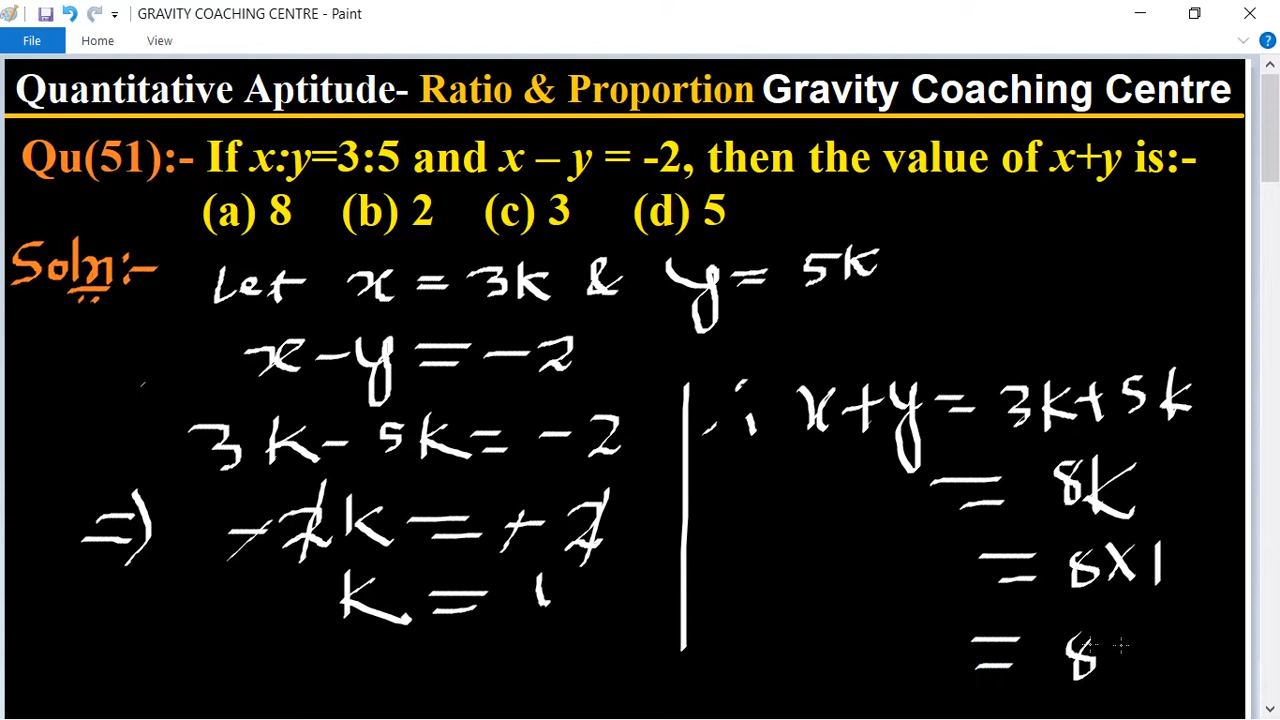 GRAVITY COACHING CENTRE - Paint
File Home View
Quantitative Aptitude- Ratio & Proportion Gravity Coaching Centre
Qu(51):- If x:y=3:5 and x – y = -2, then the value of x+y is:-
(a) 8 (b) 2 (c) 3 (d) 5
Soln:- Let x = 3k & y = 5k
x-y = -2
3k - 5k = -2
=) -2k = -2
k = 1
∴ x+y = 3k+5k
= 8k
= 8×1
= 8